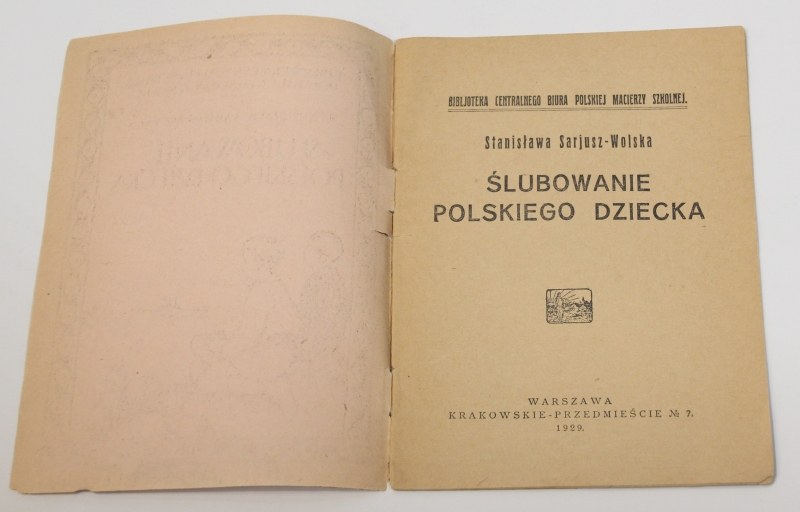 BIBLJOTEKA CENTRALNEGO BIURA POLSKIEJ MACIERZY SZKOLNEJ.
Stanisława Sarjusz-Wolska
ŚLUBOWANIE
POLSKIEGO DZIECKA
WARSZAWA
KRAKOWSKIE-PRZEDMIEŚCIE № 7.
1929.